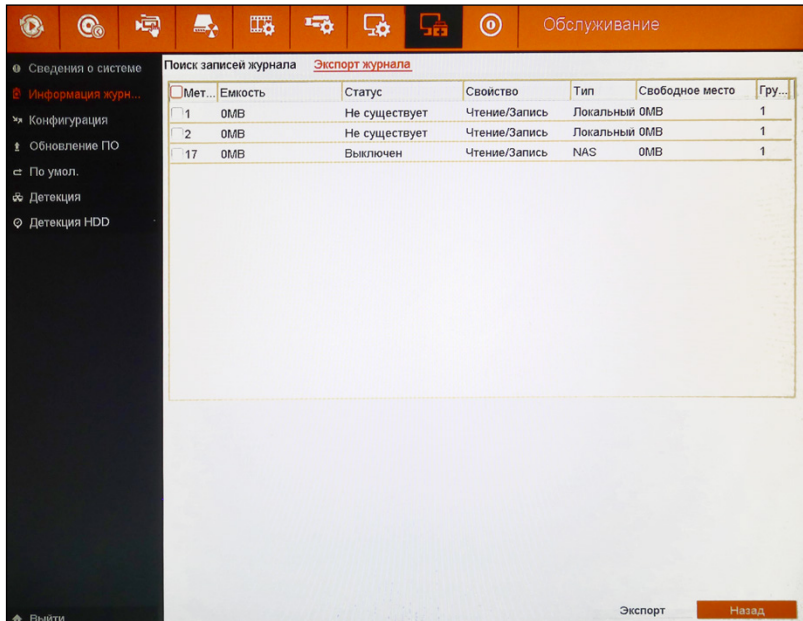 Обслуживание
Сведения о системе
Информация журн...
Конфигурация
Обновление ПО
По умол.
Детекция
Детекция HDD
Выйти
Поиск записей журнала Экспорт журнала
Мет... Емкость Статус Свойство Тип Свободное место Гру...
1 0MB Не существует Чтение/Запись Локальный 0MB 1
2 0MB Не существует Чтение/Запись Локальный 0MB 1
17 0MB Выключен Чтение/Запись NAS 0MB 1
Экспорт Назад